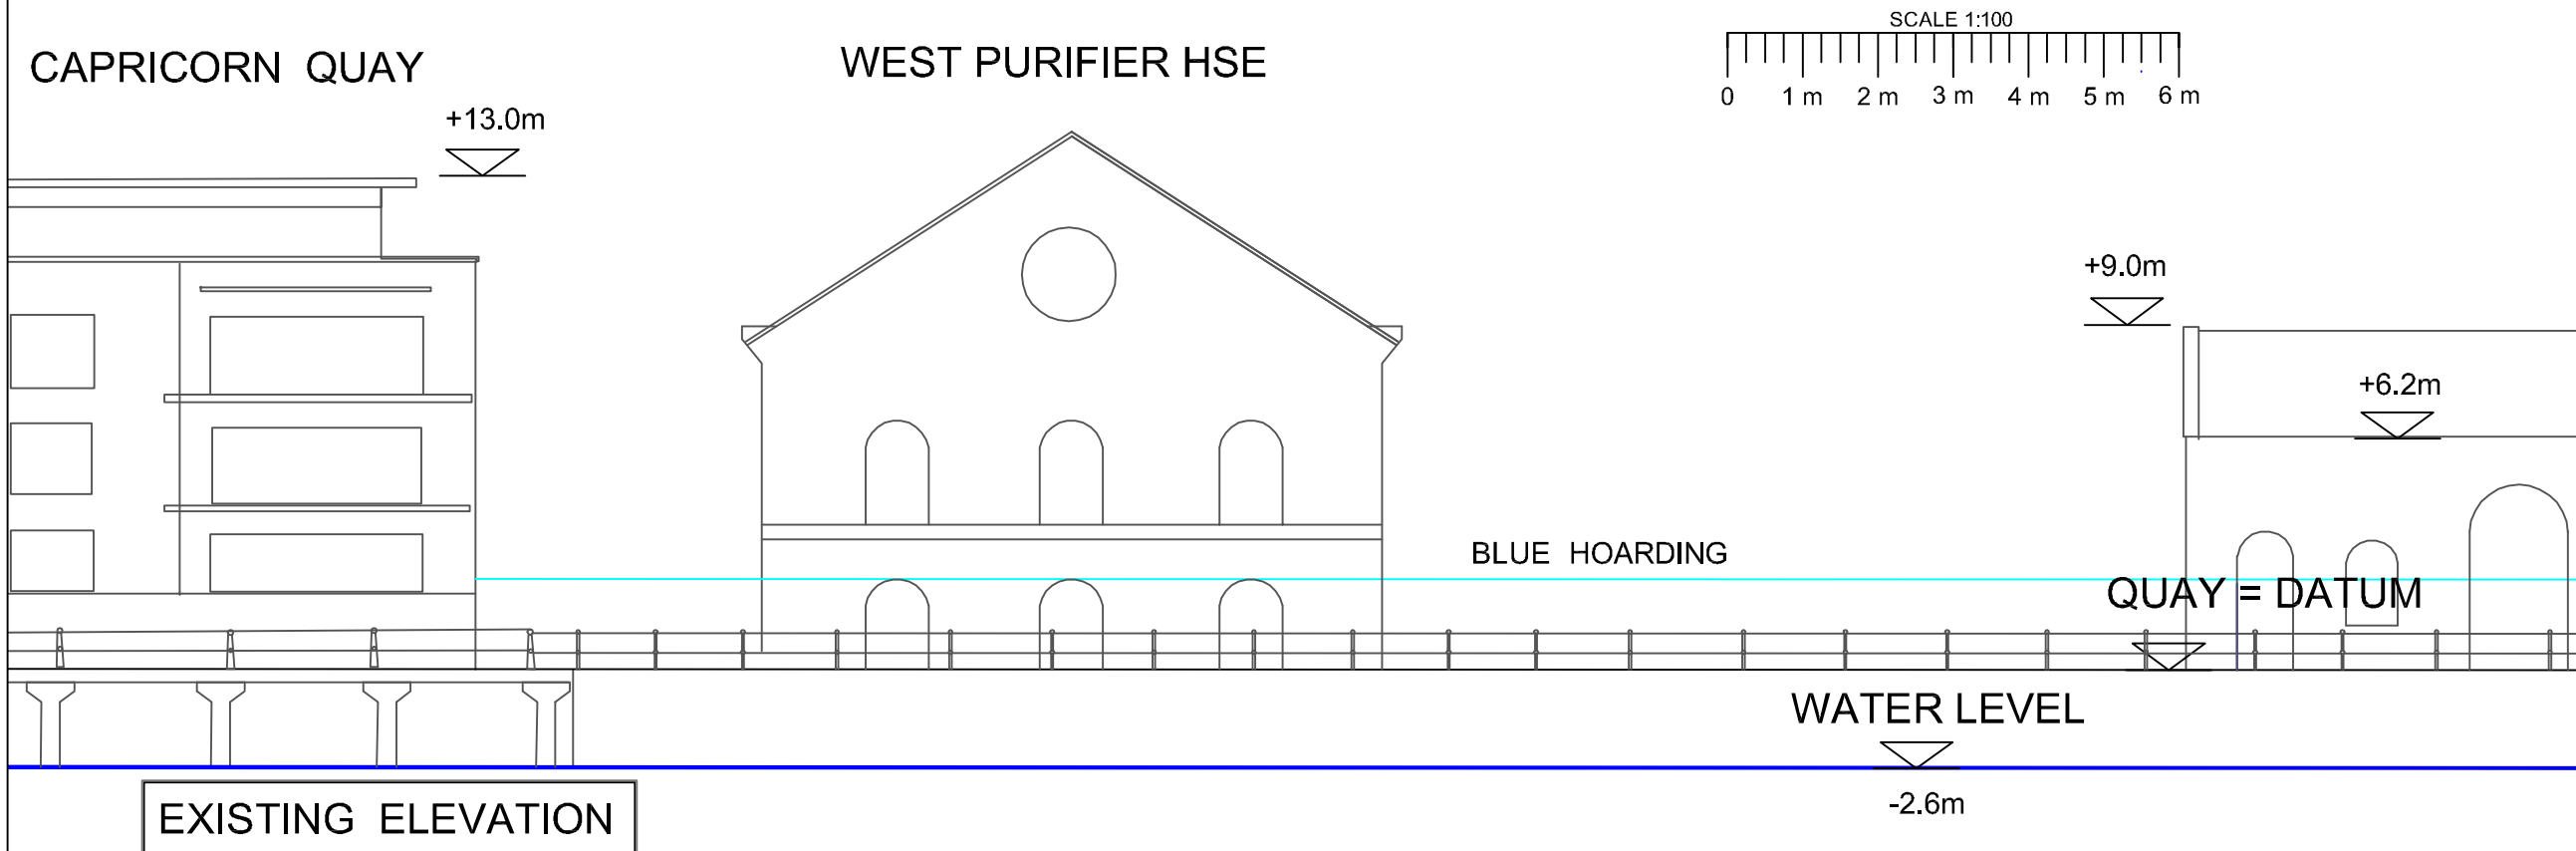 SCALE 1:100
0 1 m 2 m 3 m 4 m 5 m 6 m
CAPRICORN QUAY
WEST PURIFIER HSE
+13.0m
+9.0m
+6.2m
BLUE HOARDING
QUAY = DATUM
WATER LEVEL
-2.6m
EXISTING ELEVATION